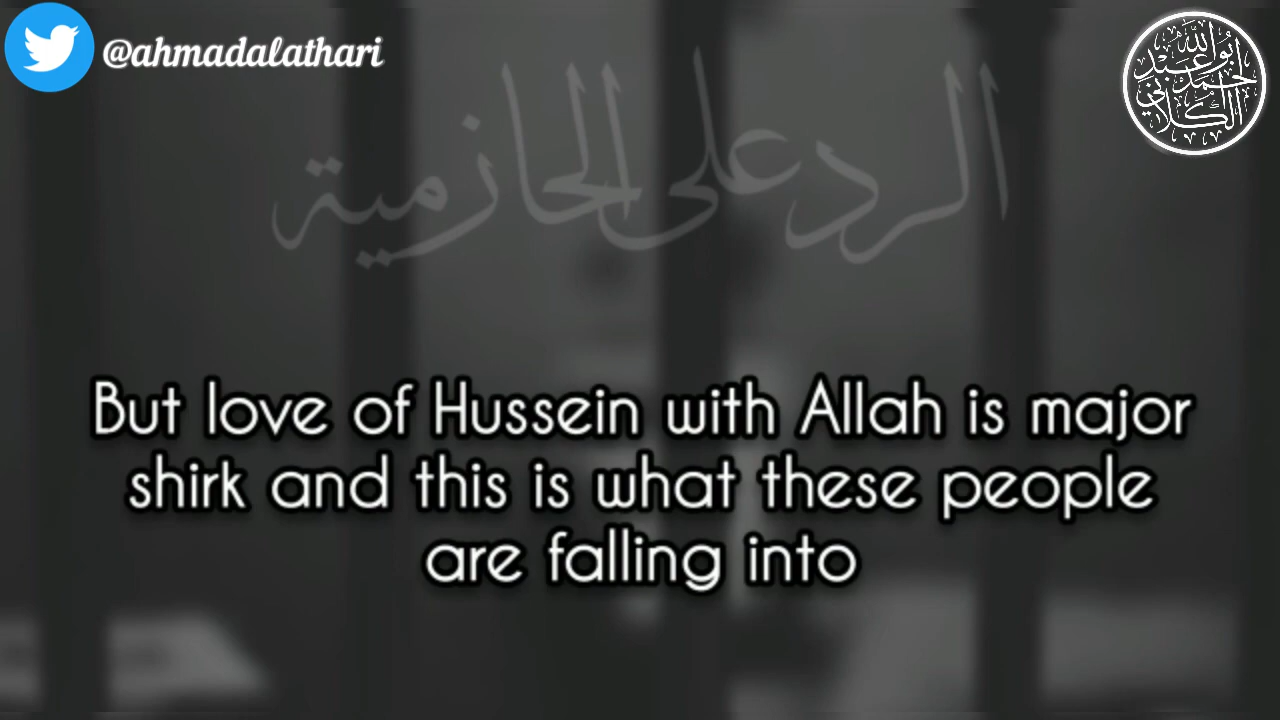 @ahmadalathari
الرد على الحازمية
But love of Hussein with Allah is major
shirk and this is what these people
are falling into